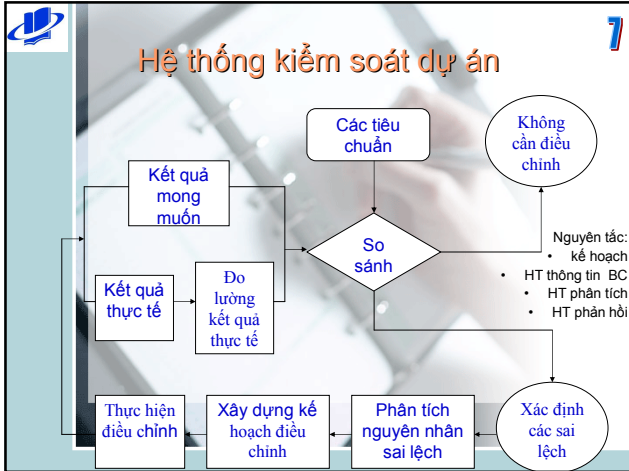 7
Hệ thống kiểm soát dự án
Các tiêu
chuẩn
Không
cần điều
chỉnh
Kết quả
mong
muốn
So
sánh
Nguyên tắc:
• kế hoạch
• HT thông tin BC
• HT phân tích
• HT phản hồi
Kết quả
thực tế
Đo
lường
kết quả
thực tế
Thực hiện
điều chỉnh
Xây dựng kế
hoạch điều
chỉnh
Phân tích
nguyên nhân
sai lệch
Xác định
các sai
lệch